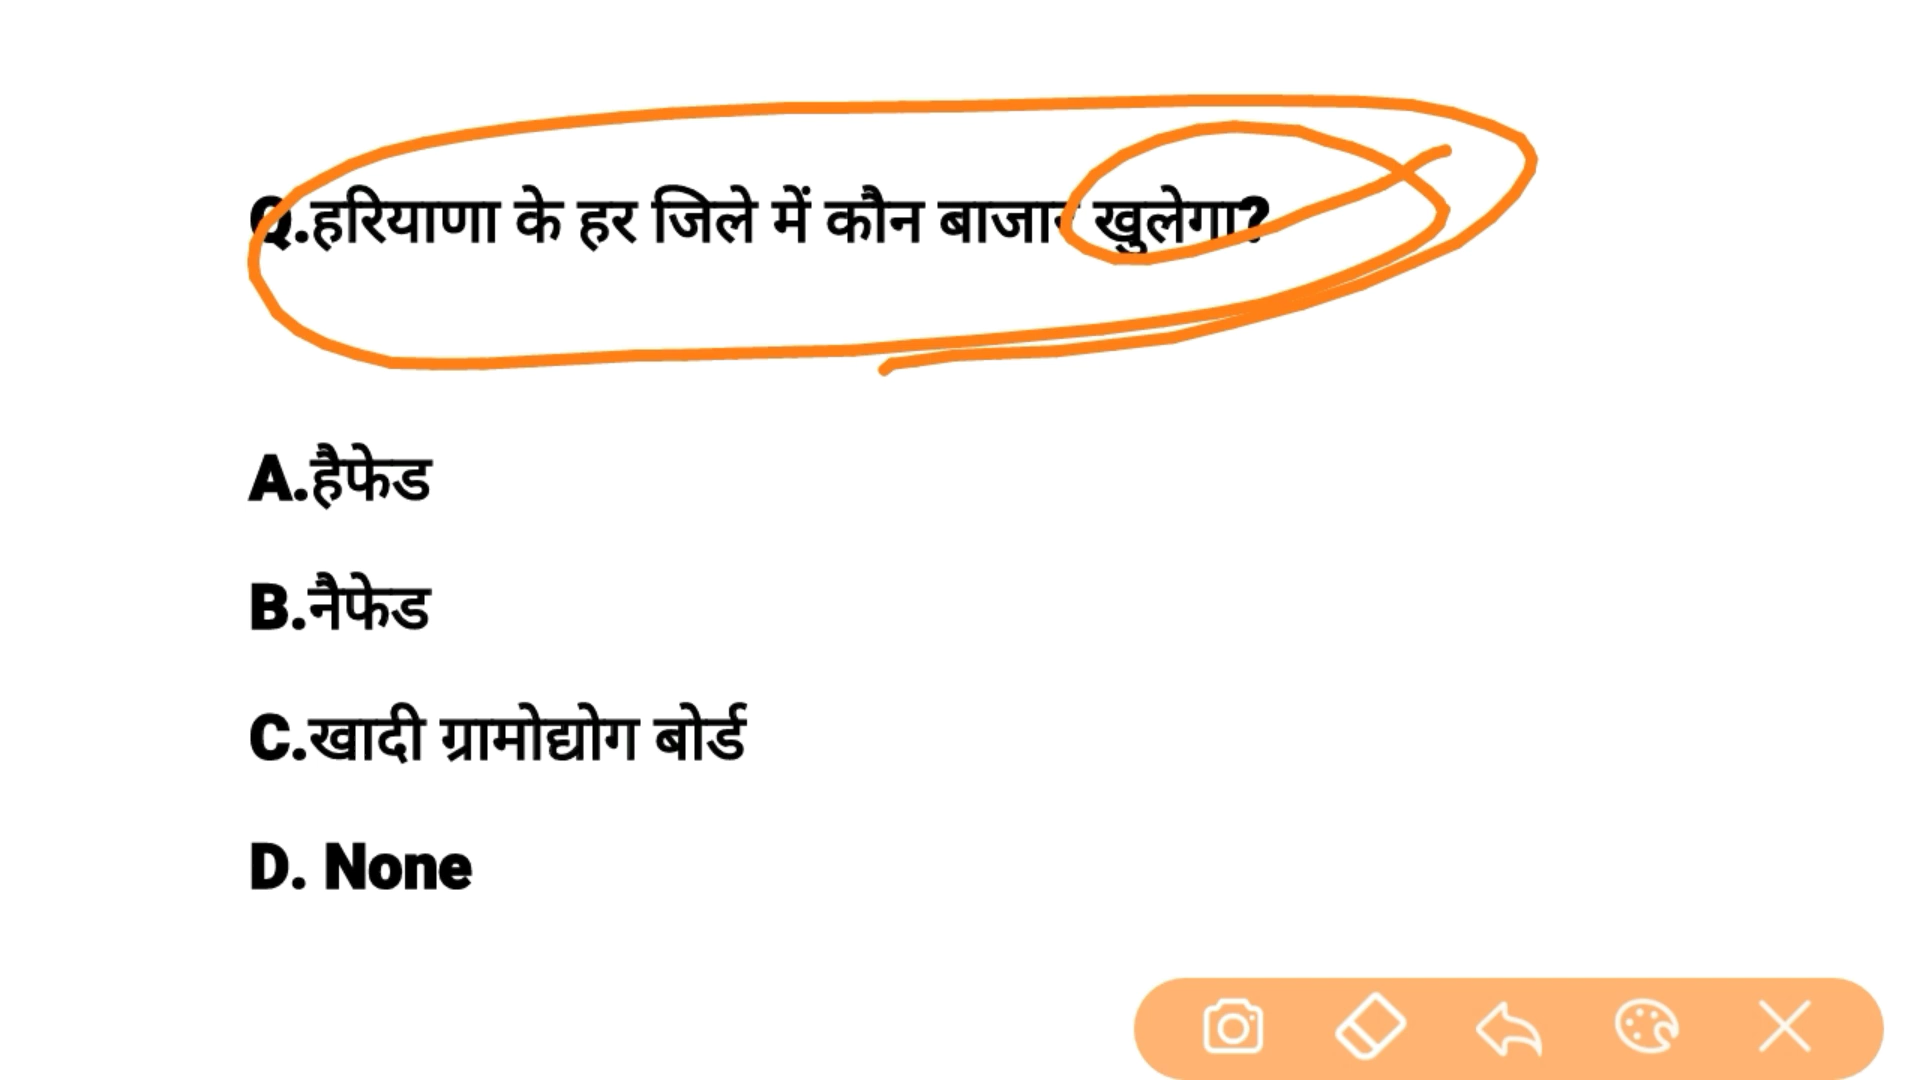 Q.हरियाणा के हर जिले में कौन बाजार खुलेगा?
A.हैफेड
B.नैफेड
C.खादी ग्रामोद्योग बोर्ड
D. None